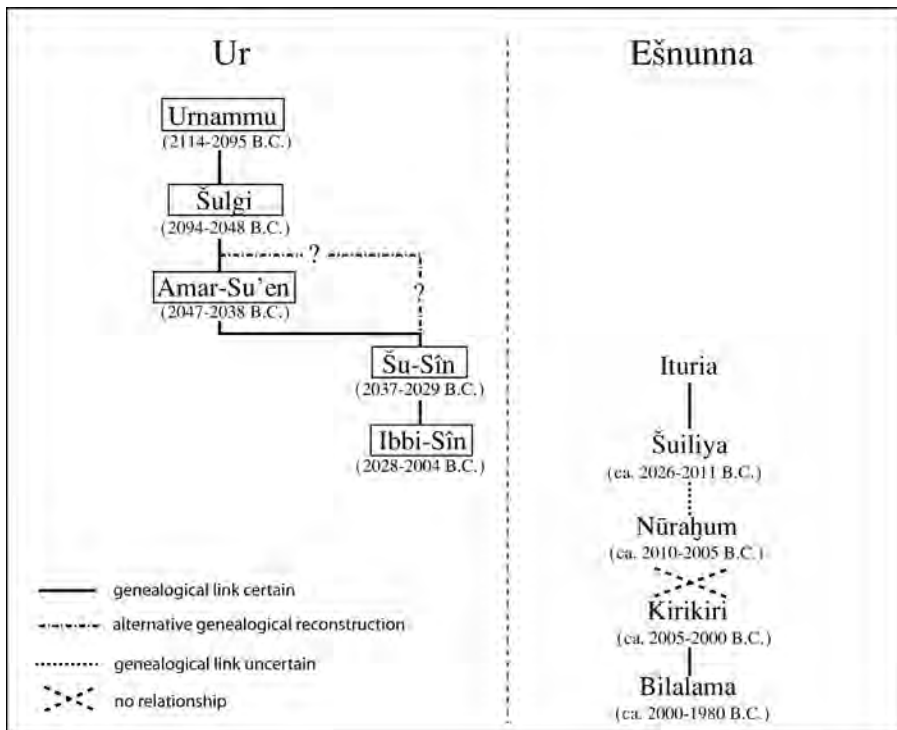 Ur
Urnammu
(2114-2095 B.C.)
Šulgi
(2094-2048 B.C.)
?
Amar-Su’en
(2047-2038 B.C.)
?
Šu-Sîn
(2037-2029 B.C.)
Ibbi-Sîn
(2028-2004 B.C.)
Ešnunna
Ituria
Šuiliya
(ca. 2026-2011 B.C.)
Nūraḫum
(ca. 2010-2005 B.C.)
Kirikiri
(ca. 2005-2000 B.C.)
Bilalama
(ca. 2000-1980 B.C.)
genealogical link certain
alternative genealogical reconstruction
genealogical link uncertain
no relationship